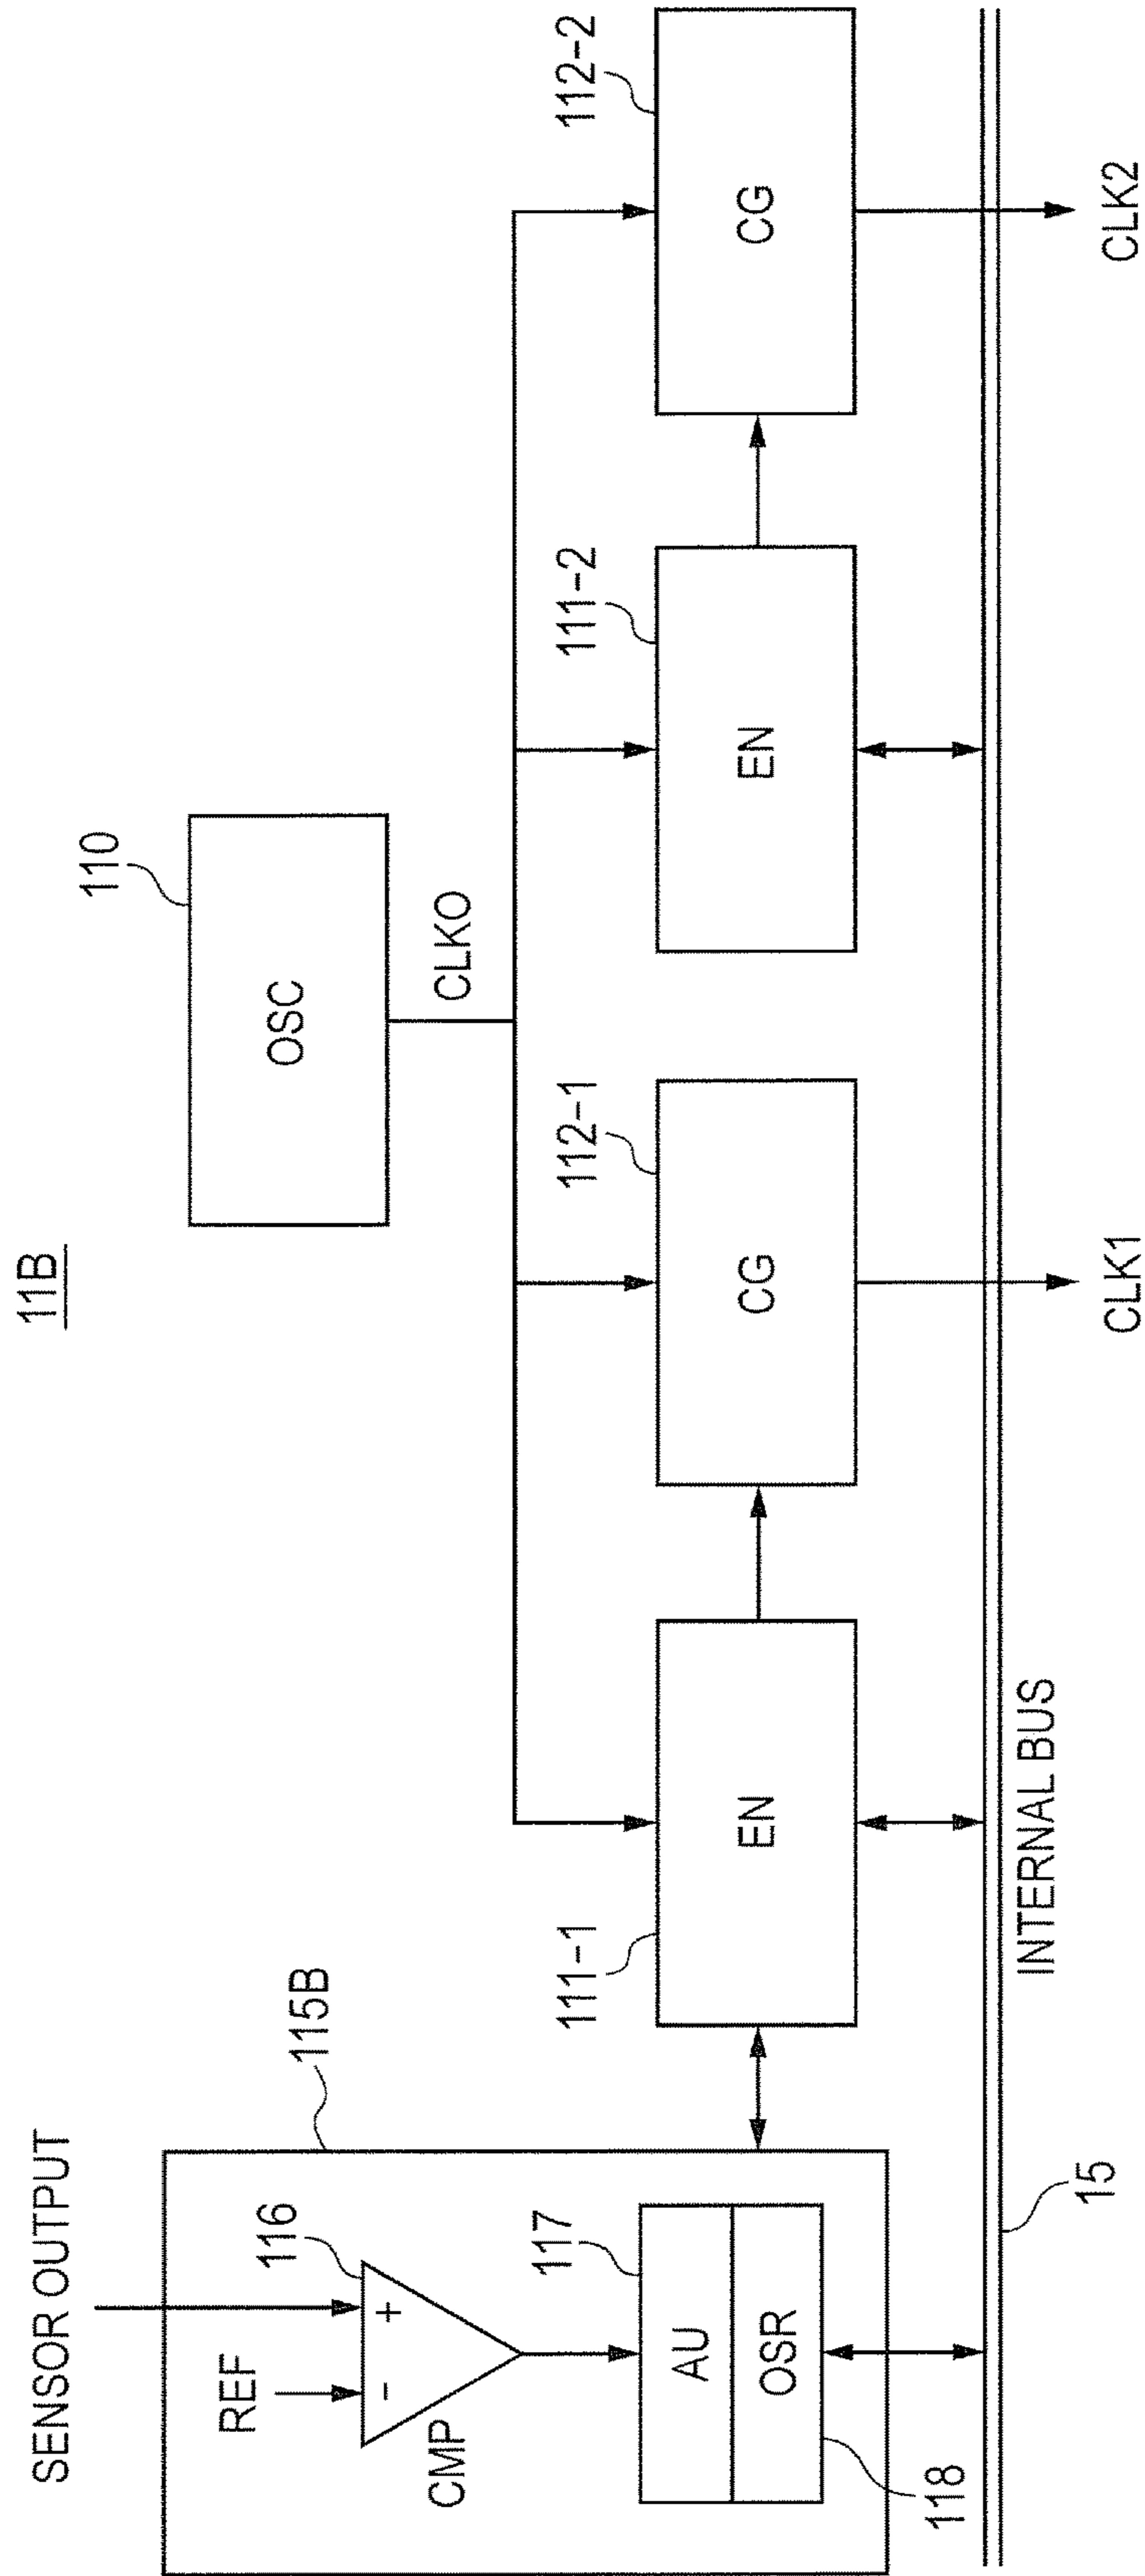 11B
SENSOR OUTPUT
115B
REF
116
-
+
CMP
117
AU
OSR
118
110
OSC
CLKO
111-1
EN
112-1
CG
111-2
EN
112-2
CG
INTERNAL BUS
15
CLK1
CLK2